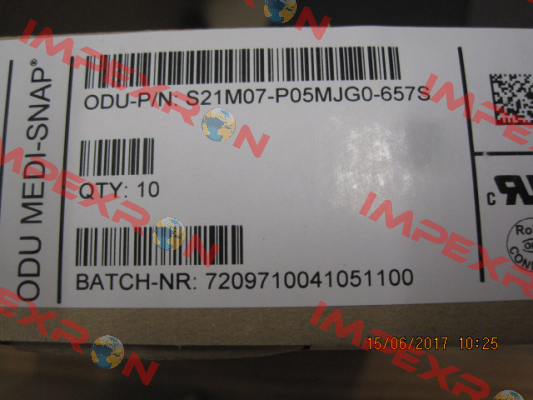 ODU MEDI-SNAP®
ODU-P/N: S21M07-P05MJG0-657S
QTY: 10
BATCH-NR: 7209710041051100
c
IMPEXRON
IMPEXRON
IMPEXRON
IMPEXRON
15/06/2017 10:25